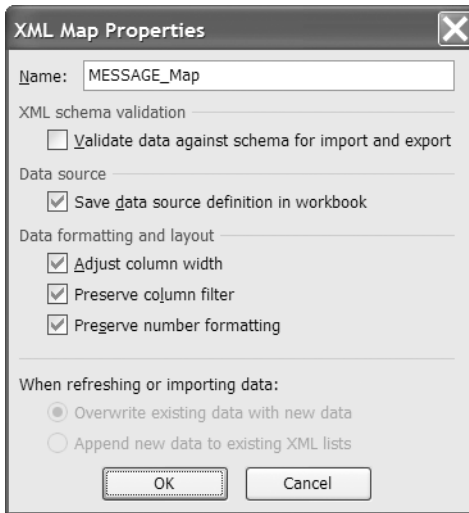 XML Map Properties
Name: MESSAGE_Map
XML schema validation
Validate data against schema for import and export
Data source
Save data source definition in workbook
Data formatting and layout
Adjust column width
Preserve column filter
Preserve number formatting
When refreshing or importing data:
Overwrite existing data with new data
Append new data to existing XML lists
OK Cancel